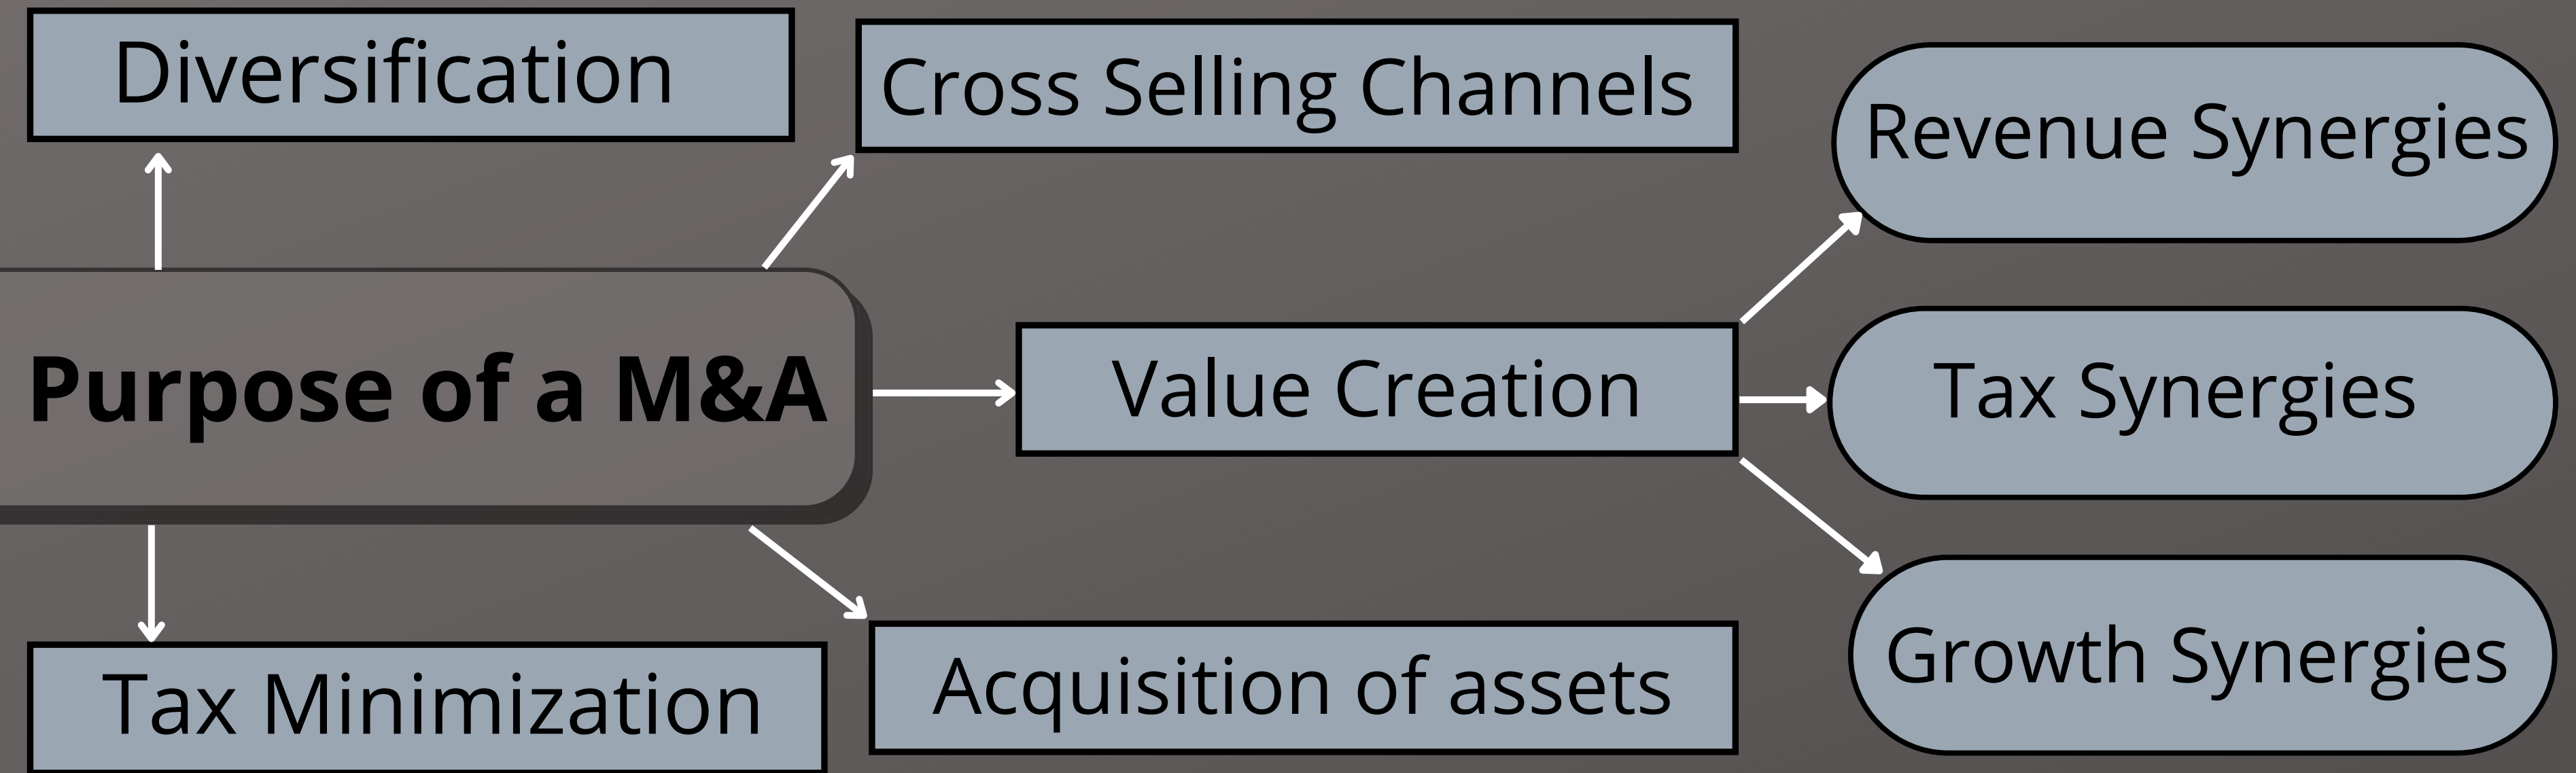 Diversification
Cross Selling Channels
Revenue Synergies
Purpose of a M&A
Value Creation
Tax Synergies
Tax Minimization
Acquisition of assets
Growth Synergies